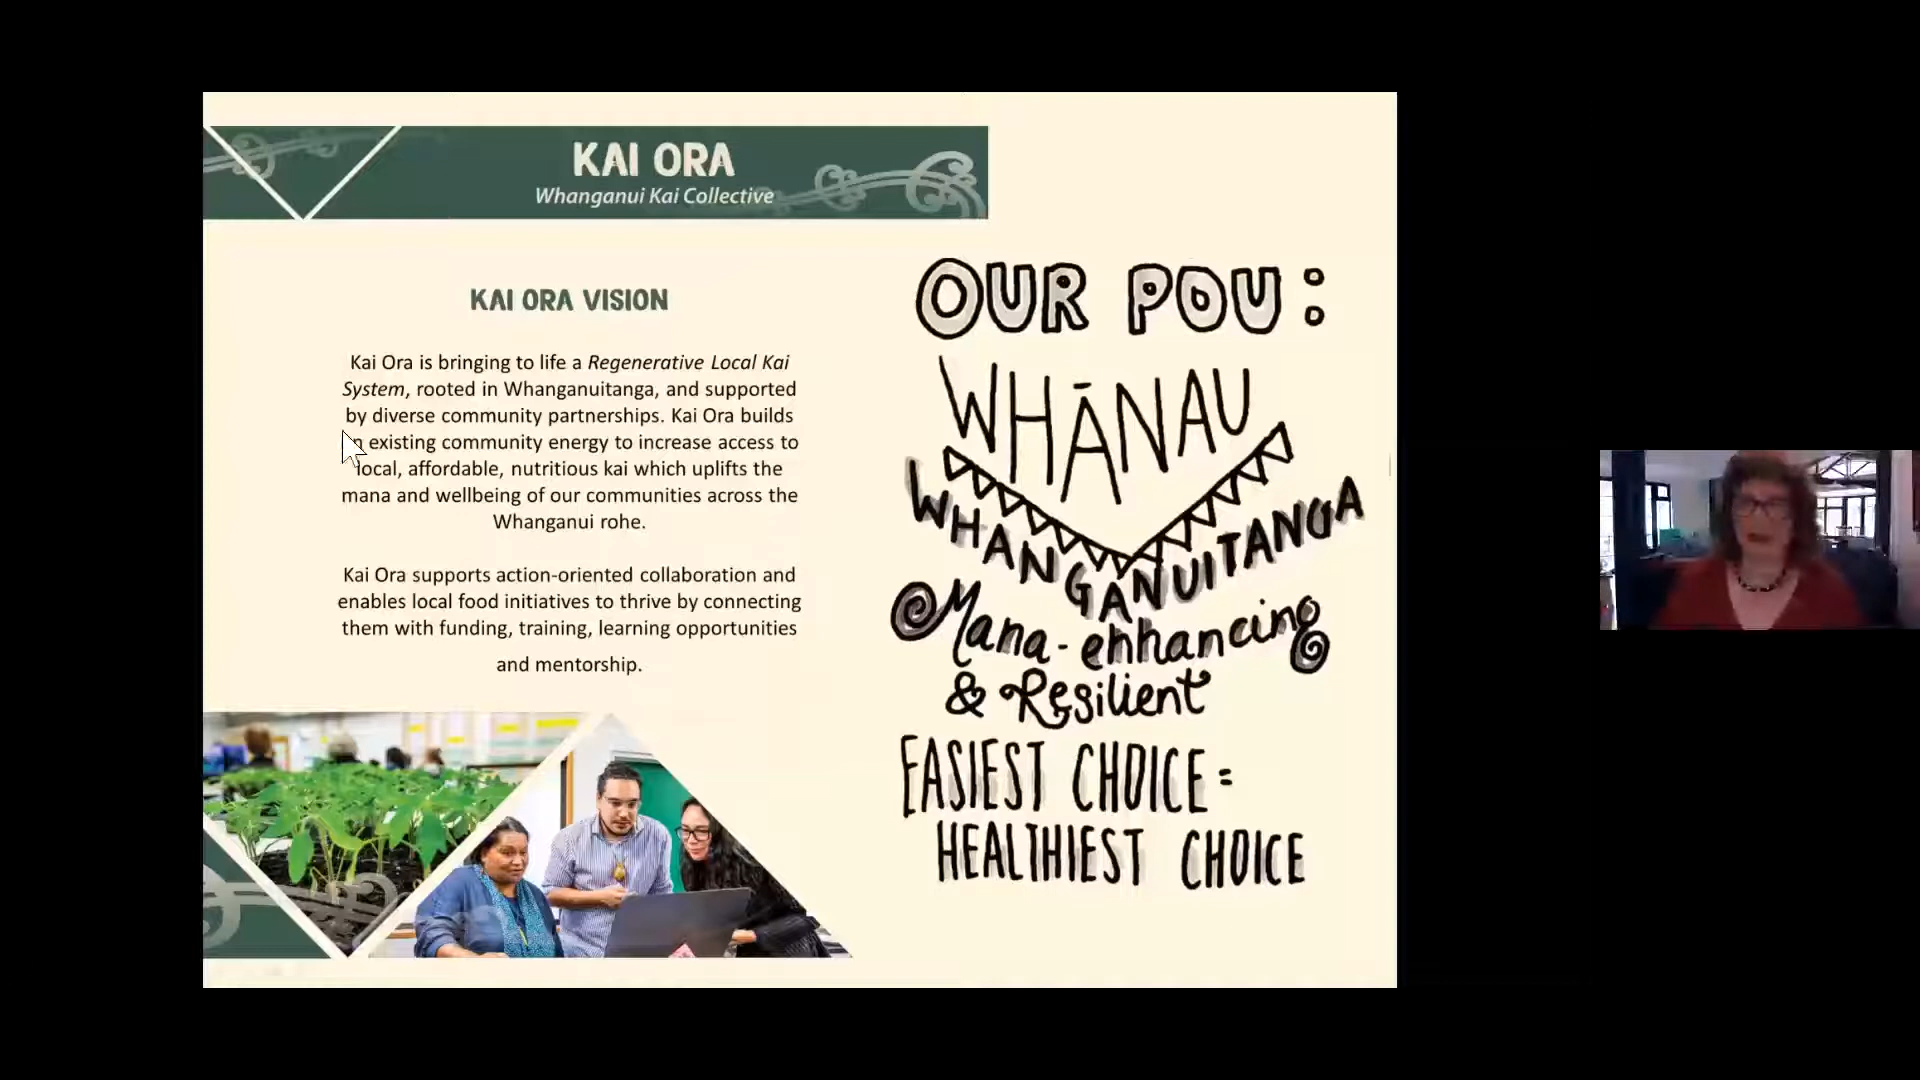 KAI ORA
Whanganui Kai Collective
KAI ORA VISION
Kai Ora is bringing to life a Regenerative Local Kai
System, rooted in Whanganuitanga, and supported
by diverse community partnerships. Kai Ora builds
existing community energy to increase access to
local, affordable, nutritious kai which uplifts the
mana and wellbeing of our communities across the
Whanganui rohe.
Kai Ora supports action-oriented collaboration and
enables local food initiatives to thrive by connecting
them with funding, training, learning opportunities
and mentorship.
OUR POU:
WHĀNAU
WHANGANUITANGA
Mana-enhancing
& Resilient
EASIEST CHOICE =
HEALTHIEST CHOICE